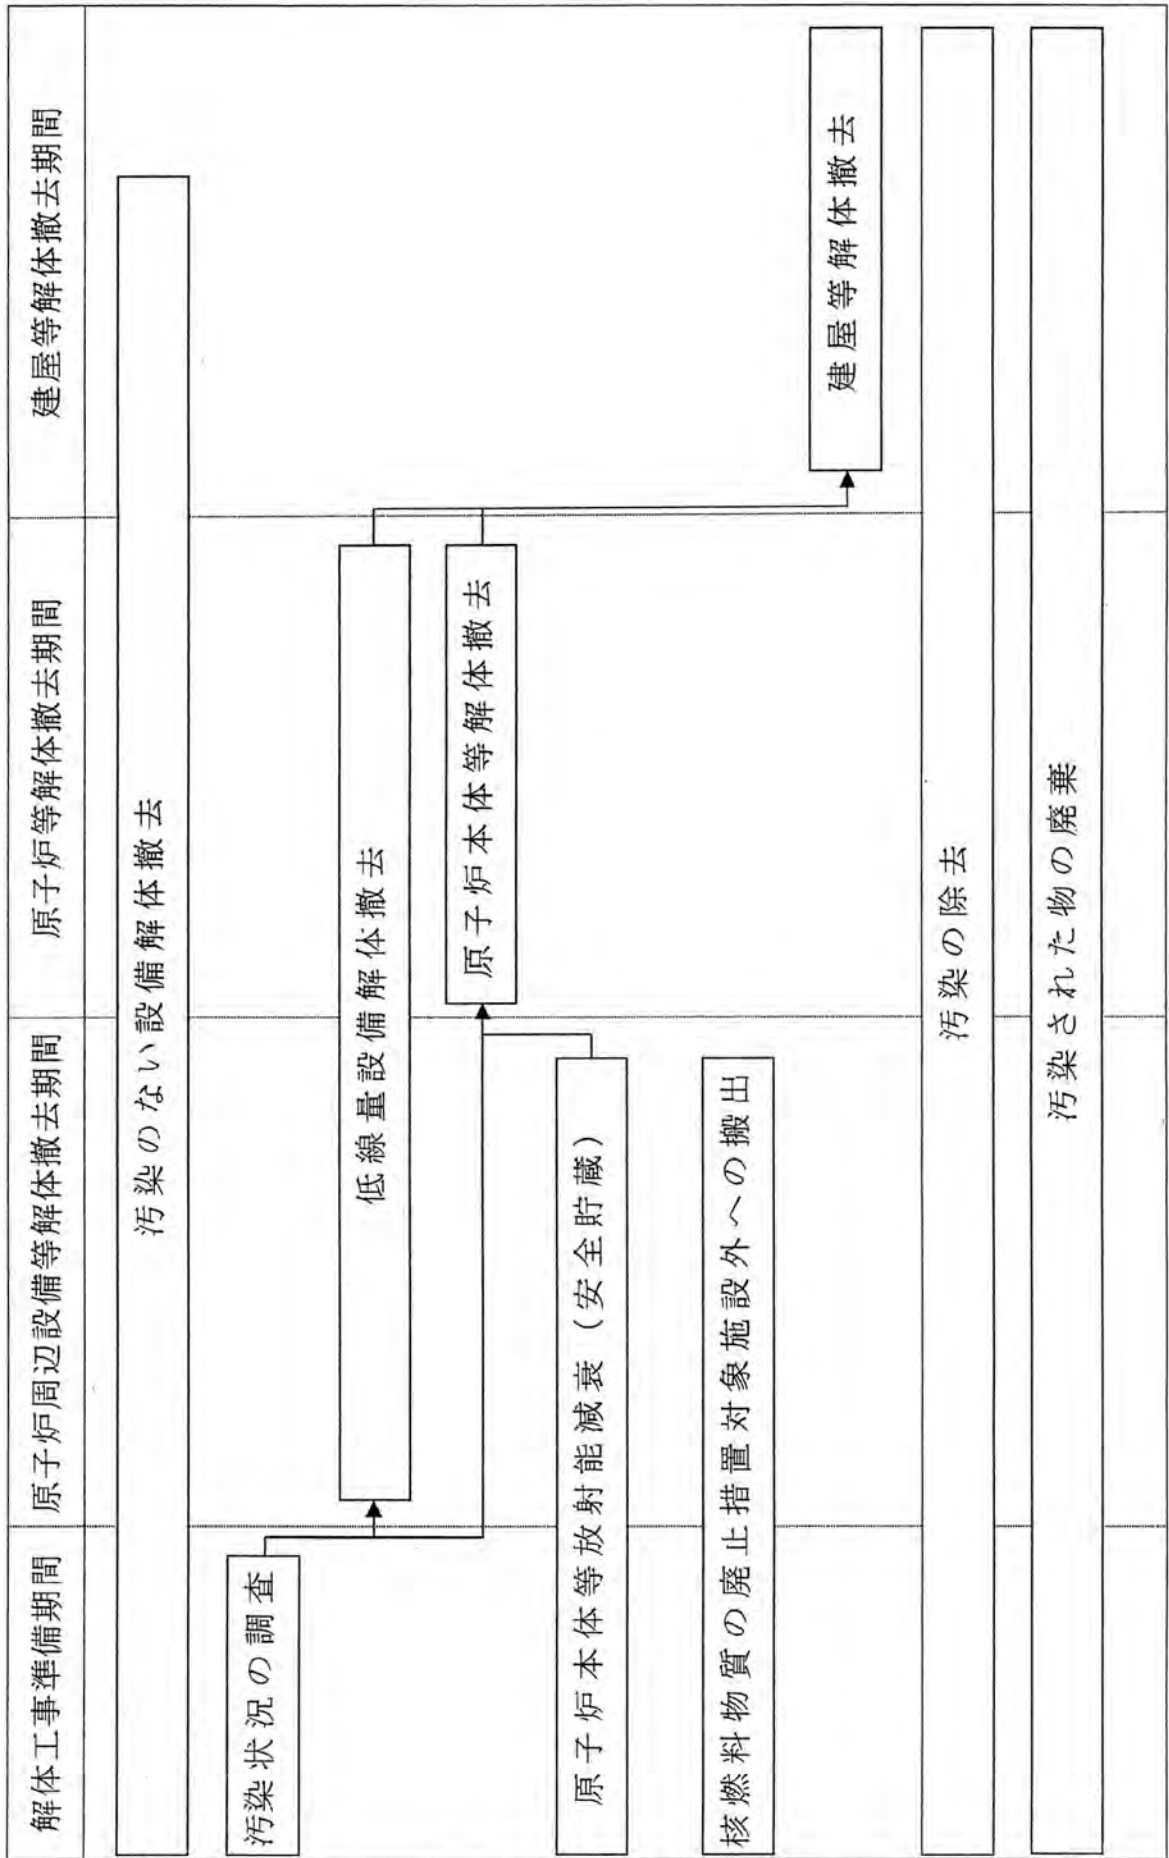 解体工事準備期間
原子炉周辺設備等解体撤去期間
原子炉等解体撤去期間
建屋等解体撤去期間
汚染のない設備解体撤去
汚染状況の調査
低線量設備解体撤去
原子炉本体等解体撤去
原子炉本体等放射能減衰（安全貯蔵）
核燃料物質の廃止措置対象施設外への搬出
建屋等解体撤去
汚染の除去
汚染された物の廃棄